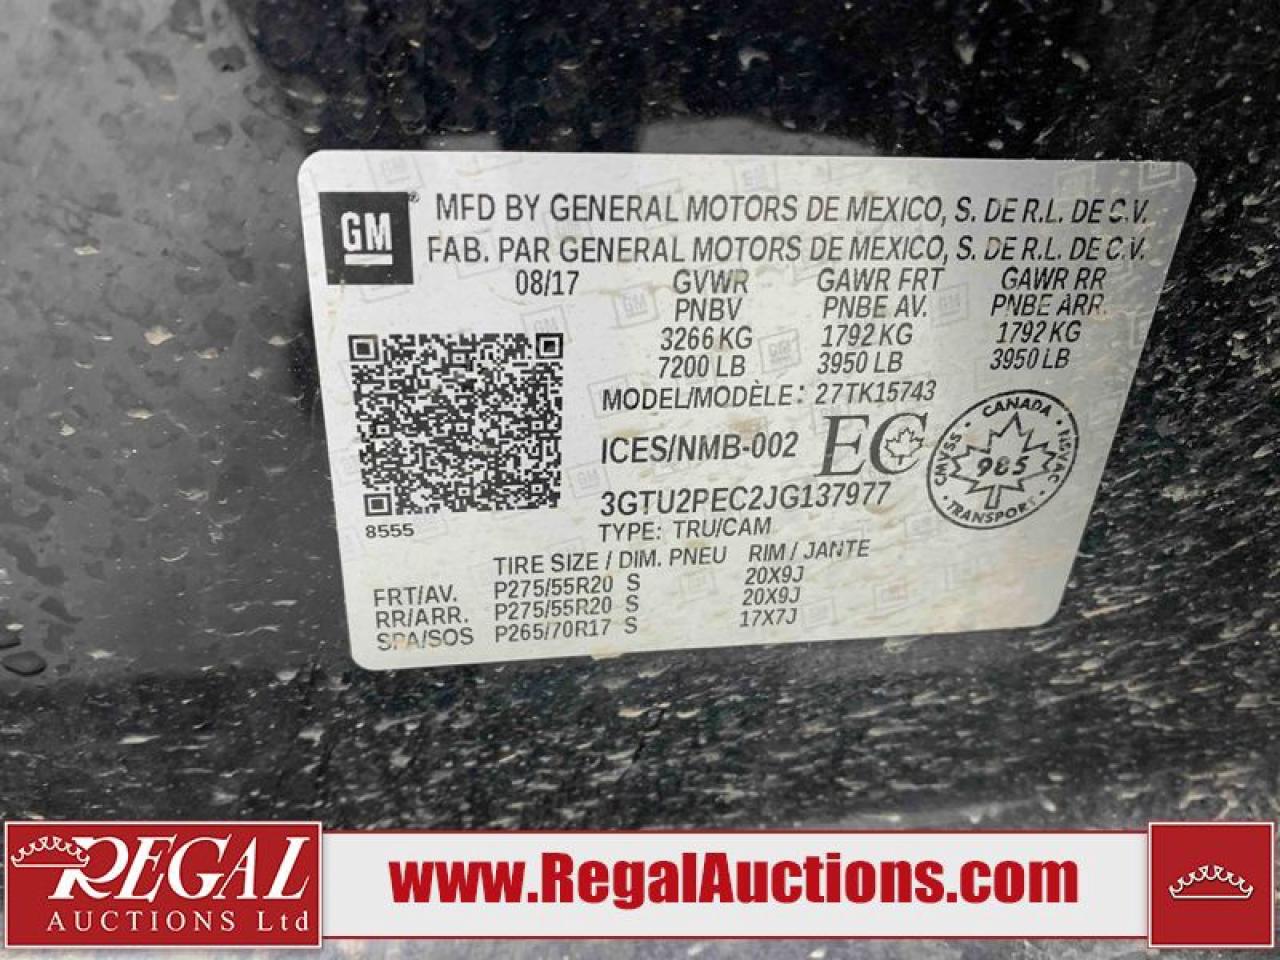 GM ® MFD BY GENERAL MOTORS DE MEXICO, S. DE R.L. DE C.V.
FAB. PAR GENERAL MOTORS DE MEXICO, S. DE R.L. DE C.V.
08/17 GVWR GAWR FRT GAWR RR
PNBV PNBE AV. PNBE ARR.
3266 KG 1792 KG 1792 KG
7200 LB 3950 LB 3950 LB
MODEL/MODÈLE: 27TK15743
ICES/NMB-002 EC
CANADA
CMVSS 985 NSVAC
TRANSPORT
3GTU2PEC2JG137977
8555 TYPE: TRU/CAM
TIRE SIZE / DIM. PNEU RIM / JANTE
FRT/AV. P275/55R20 S 20X9J
RR/ARR. P275/55R20 S 20X9J
SPA/SOS P265/70R17 S 17X7J
REGAL
AUCTIONS Ltd
www.RegalAuctions.com